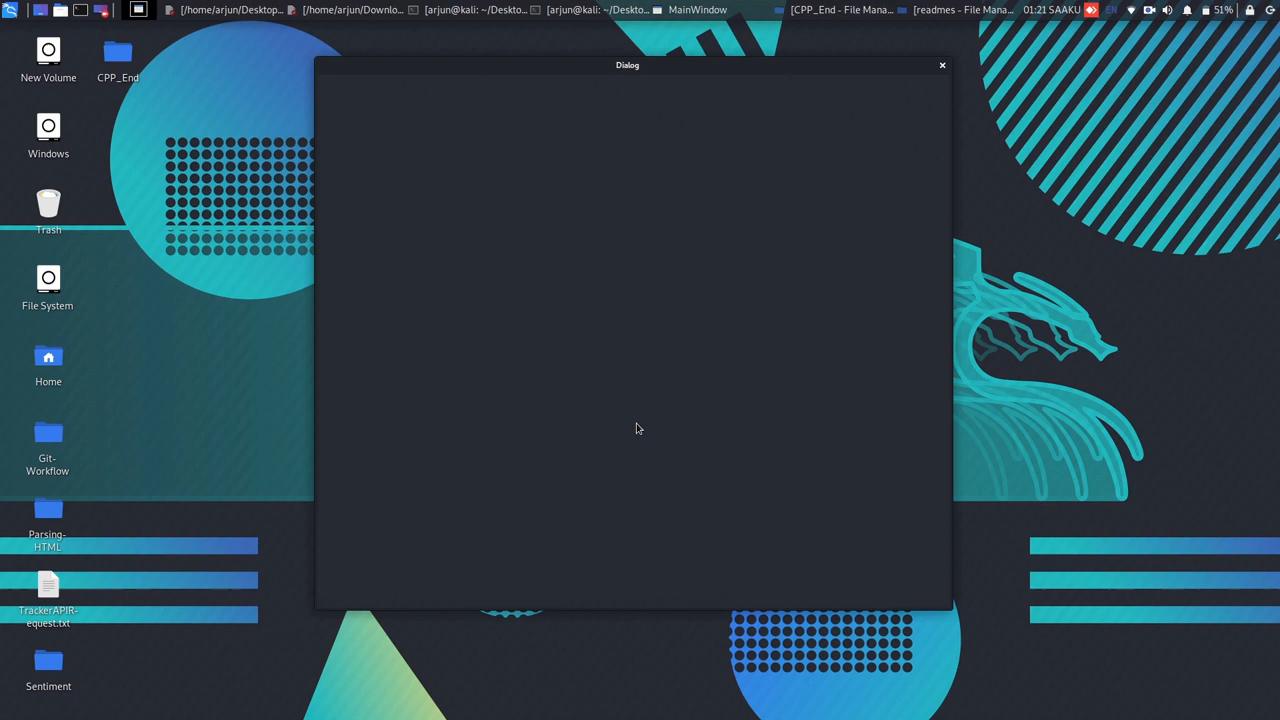 [/home/arjun/Desktop...
[/home/arjun/Downlo...
[arjun@kali: ~/Deskto...
[arjun@kali: ~/Deskto...
MainWindow
[CPP_End - File Mana...
[readmes - File Mana...
01:21 SAAKU
EN
51%
Dialog
New Volume
CPP_End
Windows
Trash
File System
Home
Git-
Workflow
Parsing-
HTML
TrackerAPIR-
equest.txt
Sentiment